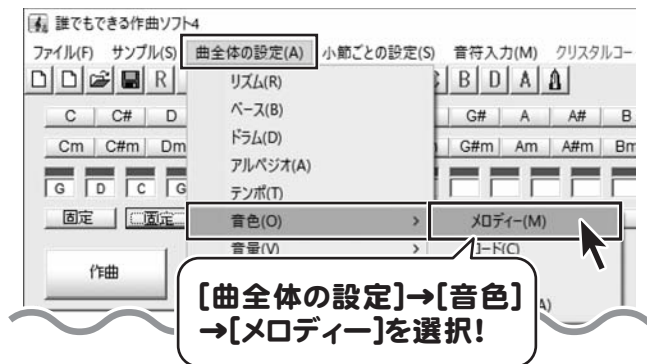 誰でもできる作曲ソフト4
ファイル(F) サンプル(S) 曲全体の設定(A) 小節ごとの設定(S) 音符入力(M) クリスタルコー
R B D A
リズム(R)
C C# D G# A A# B
ベース(B)
ドラム(D)
Cm C#m Dm G#m Am A#m Bm
アルペジオ(A)
G D C G
テンポ(T)
固定 固定 音色(O) > メロディー(M)
音量(V) > コード(C)
作曲
A)
[曲全体の設定]→[音色]
→[メロディー]を選択!